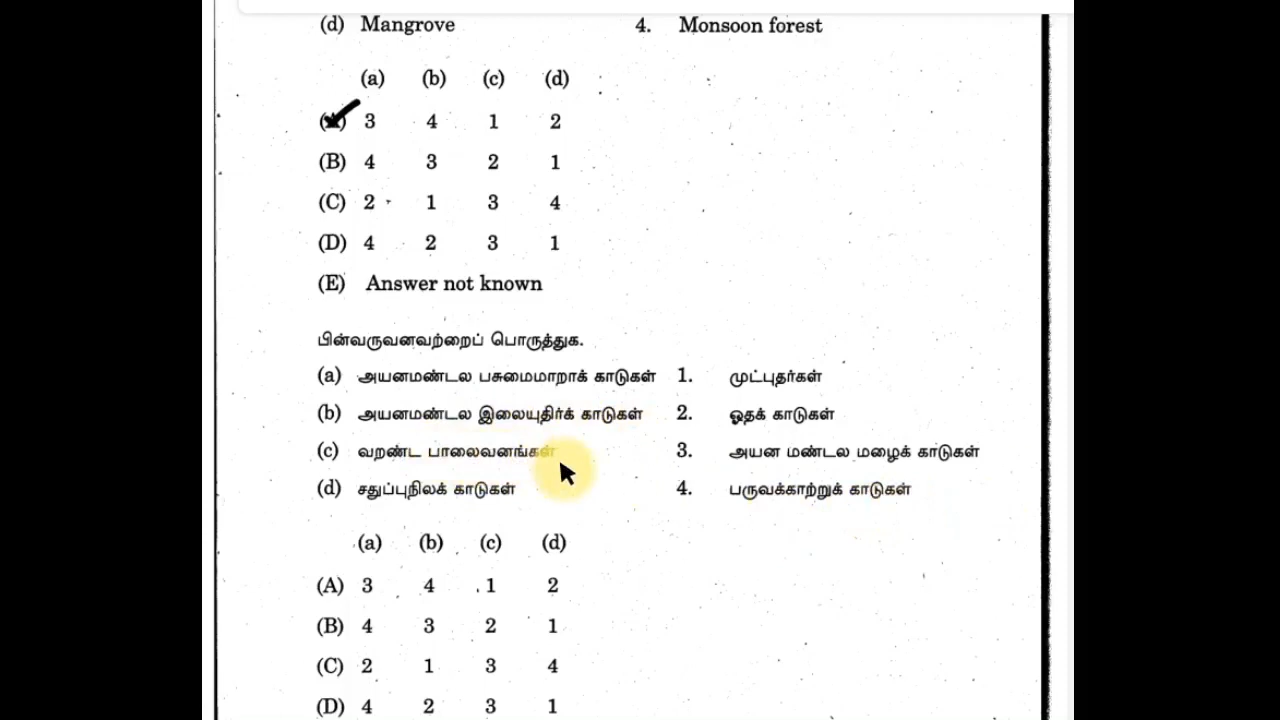 (d) Mangrove 4. Monsoon forest
(a) (b) (c) (d)
(A) 3 4 1 2
(B) 4 3 2 1
(C) 2 1 3 4
(D) 4 2 3 1
(E) Answer not known
பின்வருவனவற்றைப் பொருத்துக.
(a) அயனமண்டல பசுமைமாறாக் காடுகள் 1. முட்புதர்கள்
(b) அயனமண்டல இலையுதிர்க் காடுகள் 2. ஓதக் காடுகள்
(c) வறண்ட பாலைவனங்கள் 3. அயன மண்டல மழைக் காடுகள்
(d) சதுப்புநிலக் காடுகள் 4. பருவக்காற்றுக் காடுகள்
(a) (b) (c) (d)
(A) 3 4 1 2
(B) 4 3 2 1
(C) 2 1 3 4
(D) 4 2 3 1